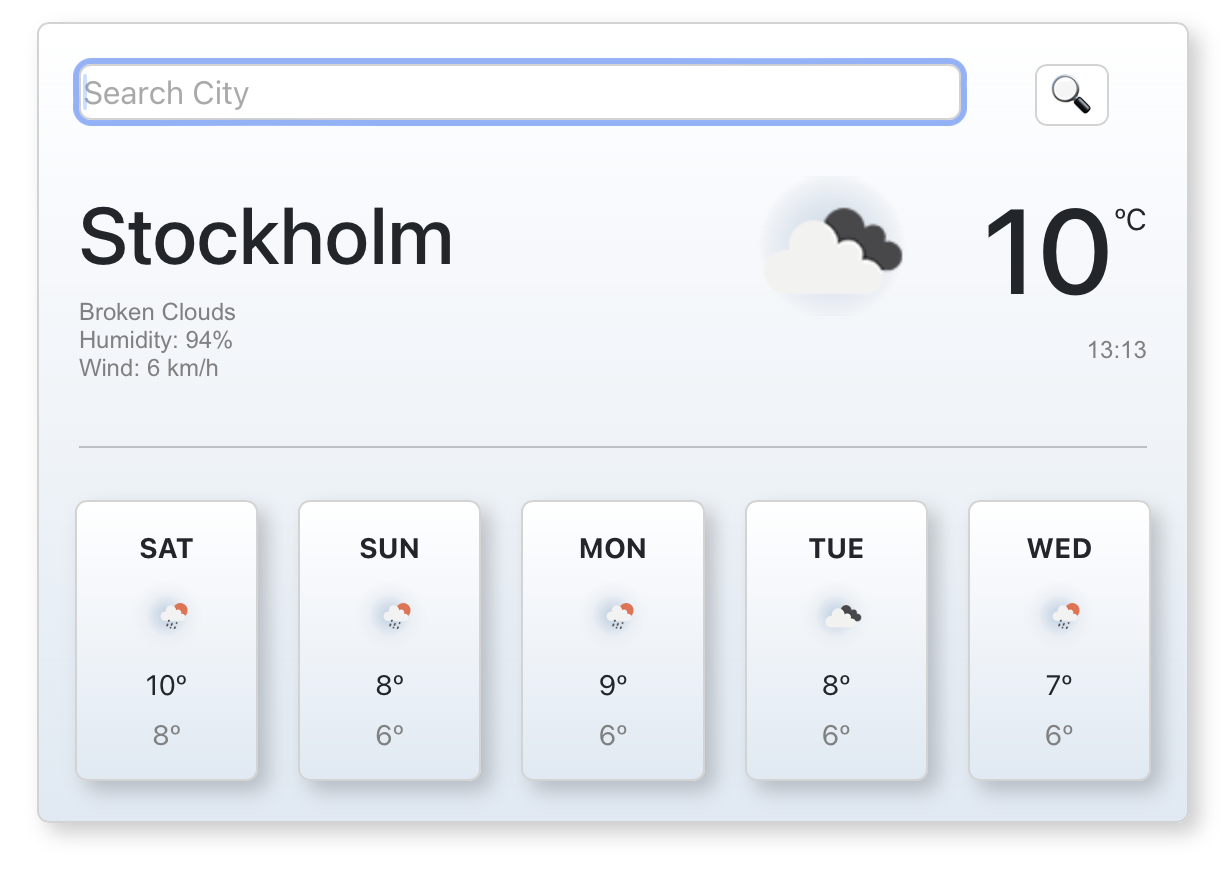 Search City
Stockholm
10 ºC
Broken Clouds
Humidity: 94%
Wind: 6 km/h
13:13
SAT
10º
8º
SUN
8º
6º
MON
9º
6º
TUE
8º
6º
WED
7º
6º